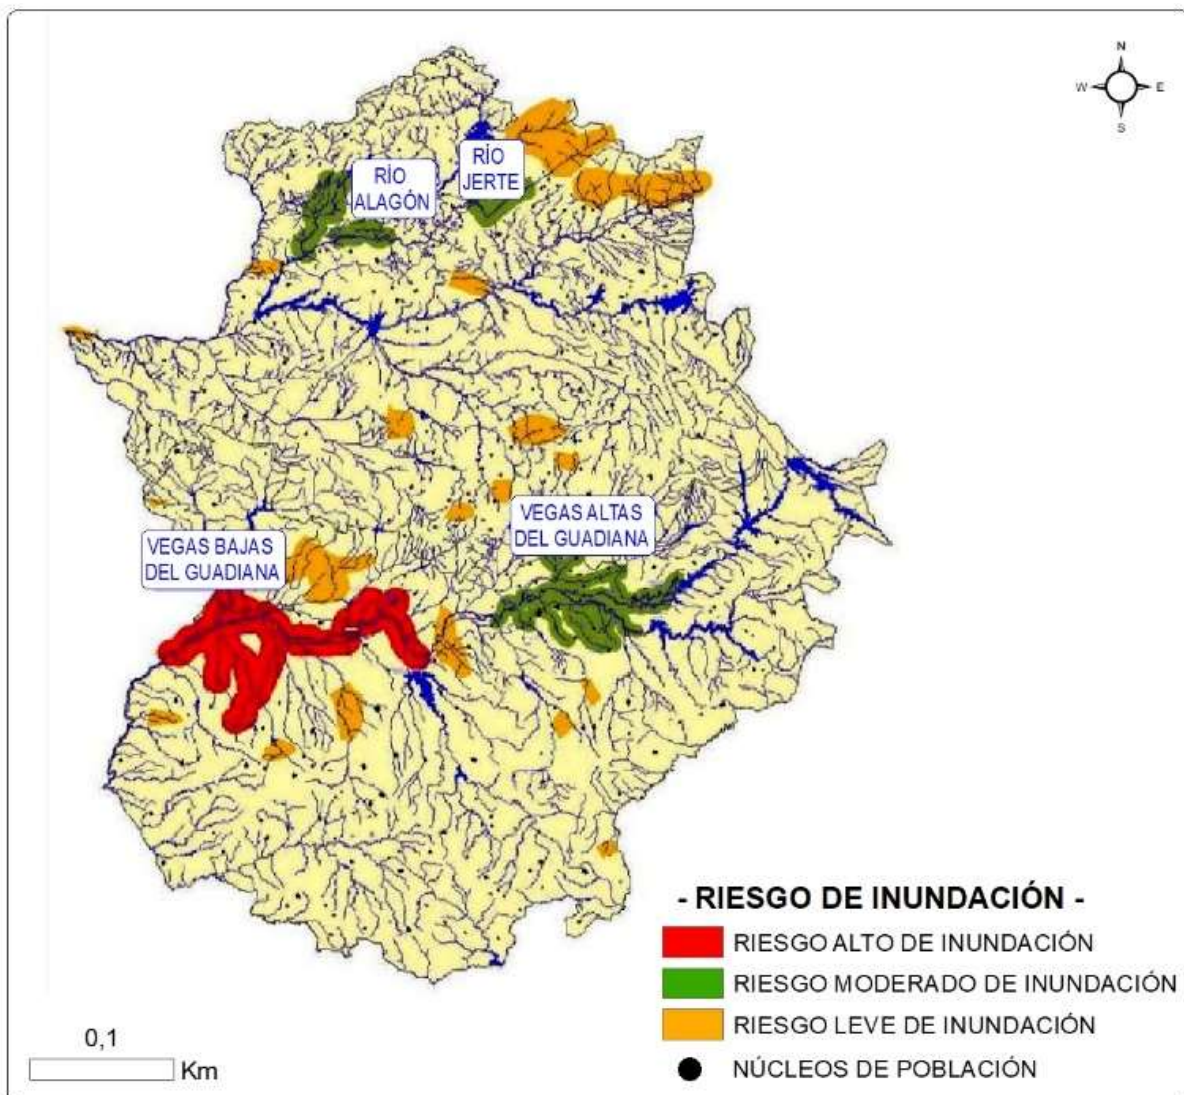 N
W E
S
RÍO
JERTE
RÍO
ALAGÓN
VEGAS ALTAS
DEL GUADIANA
VEGAS BAJAS
DEL GUADIANA
- RIESGO DE INUNDACIÓN -
RIESGO ALTO DE INUNDACIÓN
RIESGO MODERADO DE INUNDACIÓN
RIESGO LEVE DE INUNDACIÓN
NÚCLEOS DE POBLACIÓN
0,1
Km